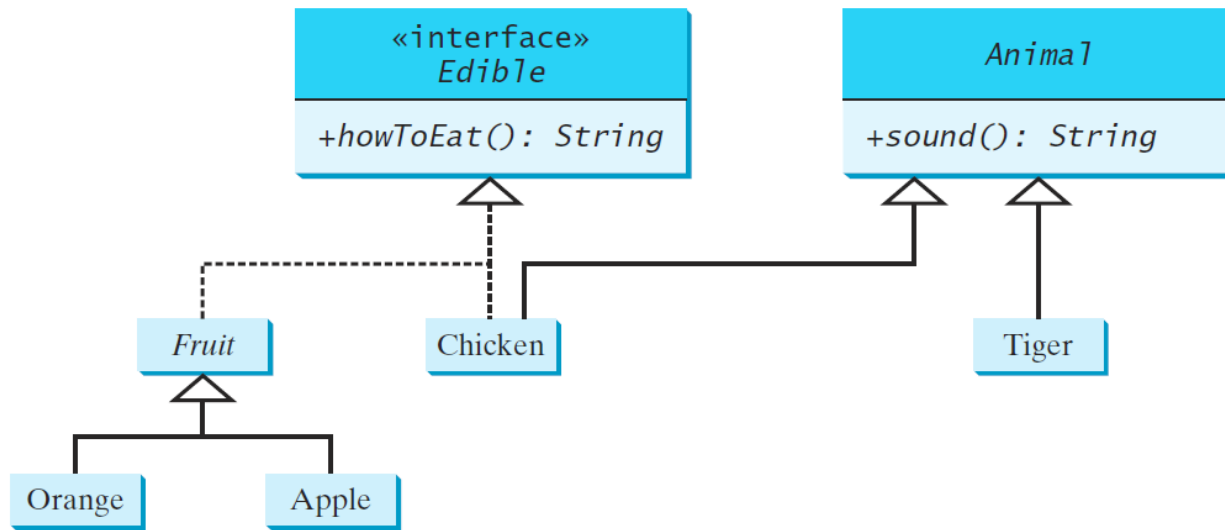 «interface»
Edible
+howToEat(): String
Animal
+sound(): String
Fruit
Chicken
Tiger
Orange
Apple